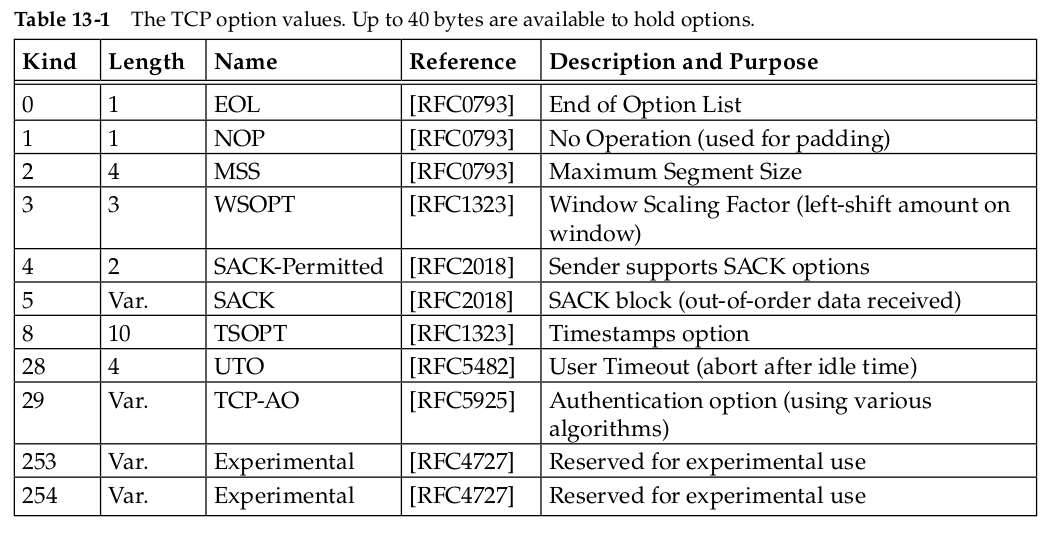 Table 13-1 The TCP option values. Up to 40 bytes are available to hold options.
Kind Length Name Reference Description and Purpose
0 1 EOL [RFC0793] End of Option List
1 1 NOP [RFC0793] No Operation (used for padding)
2 4 MSS [RFC0793] Maximum Segment Size
3 3 WSOPT [RFC1323] Window Scaling Factor (left-shift amount on
window)
4 2 SACK-Permitted [RFC2018] Sender supports SACK options
5 Var. SACK [RFC2018] SACK block (out-of-order data received)
8 10 TSOPT [RFC1323] Timestamps option
28 4 UTO [RFC5482] User Timeout (abort after idle time)
29 Var. TCP-AO [RFC5925] Authentication option (using various
algorithms)
253 Var. Experimental [RFC4727] Reserved for experimental use
254 Var. Experimental [RFC4727] Reserved for experimental use